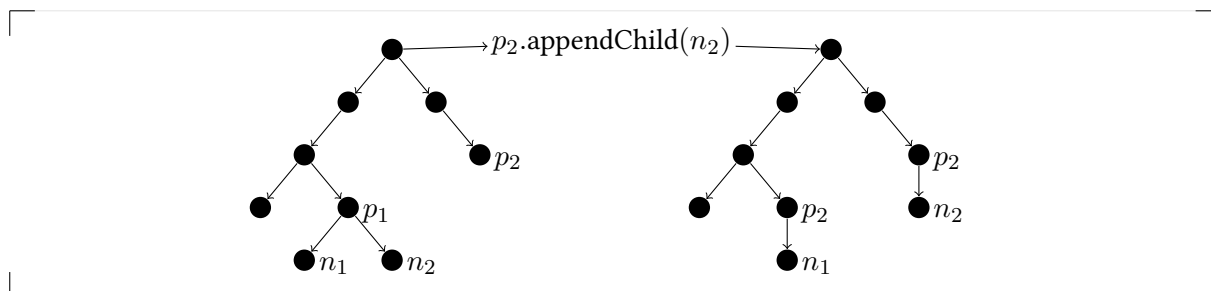 p₂.appendChild(n₂)
p₂
p₂
p₁
p₂
n₂
n₁
n₂
n₁